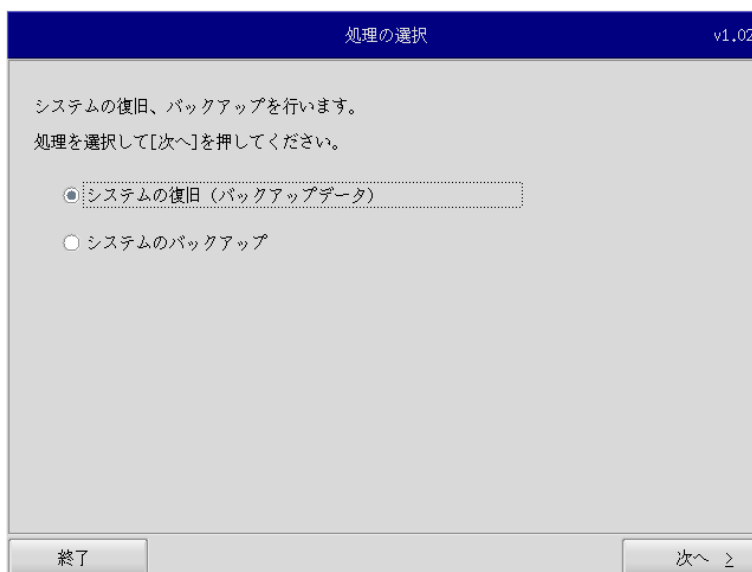 処理の選択
v1.02
システムの復旧、バックアップを行います。
処理を選択して[次へ]を押してください。
システムの復旧（バックアップデータ）
システムのバックアップ
終了
次へ ≥